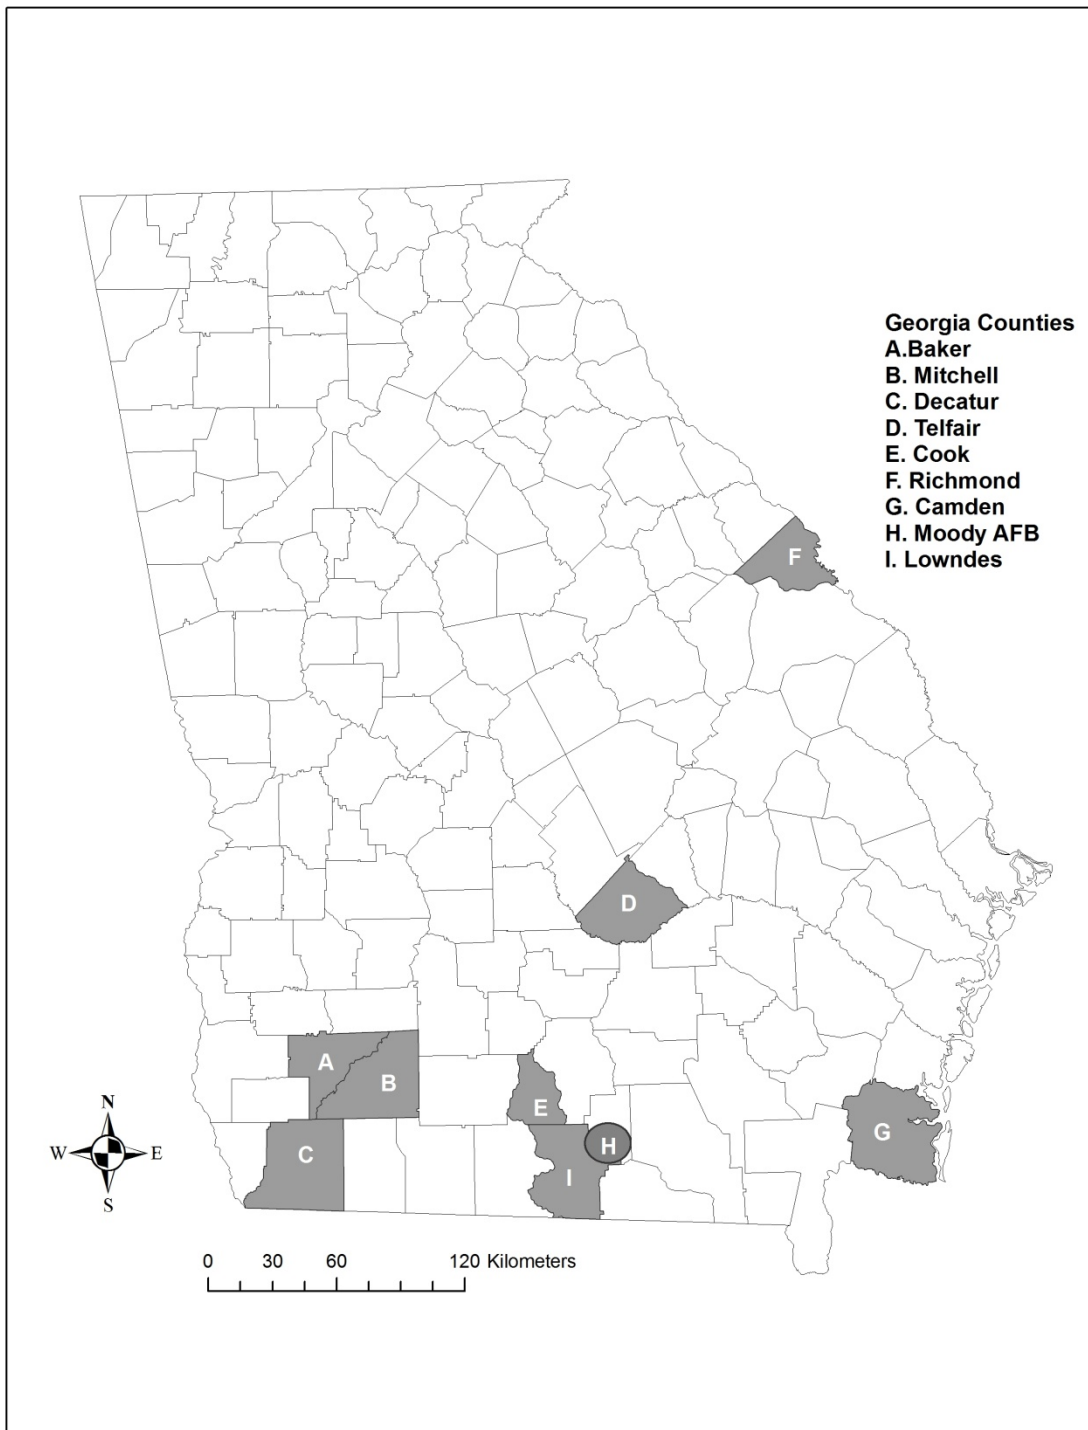 Georgia Counties
A.Baker
B. Mitchell
C. Decatur
D. Telfair
E. Cook
F. Richmond
G. Camden
H. Moody AFB
I. Lowndes
F
D
A
B
E
G
H
C
I
N
W E
S
0 30 60 120 Kilometers